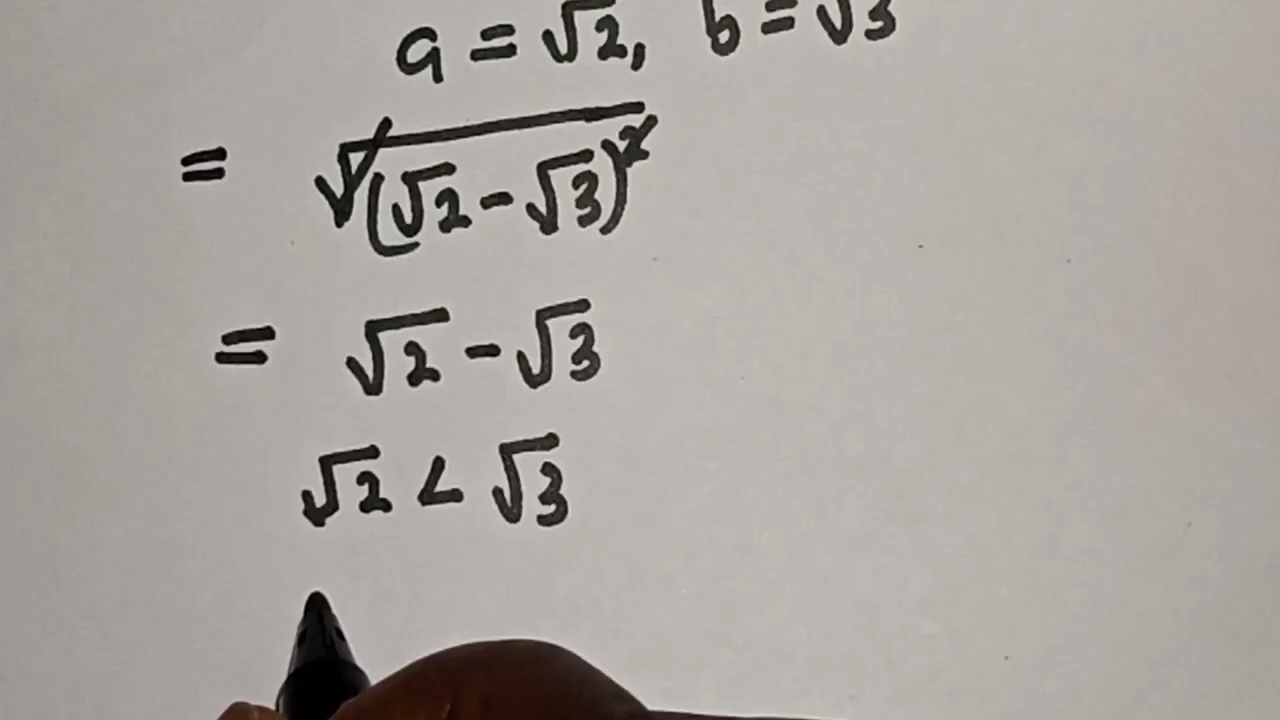 a = √2, b = √3
= √(√2 - √3)²
= √2 - √3
√2 < √3